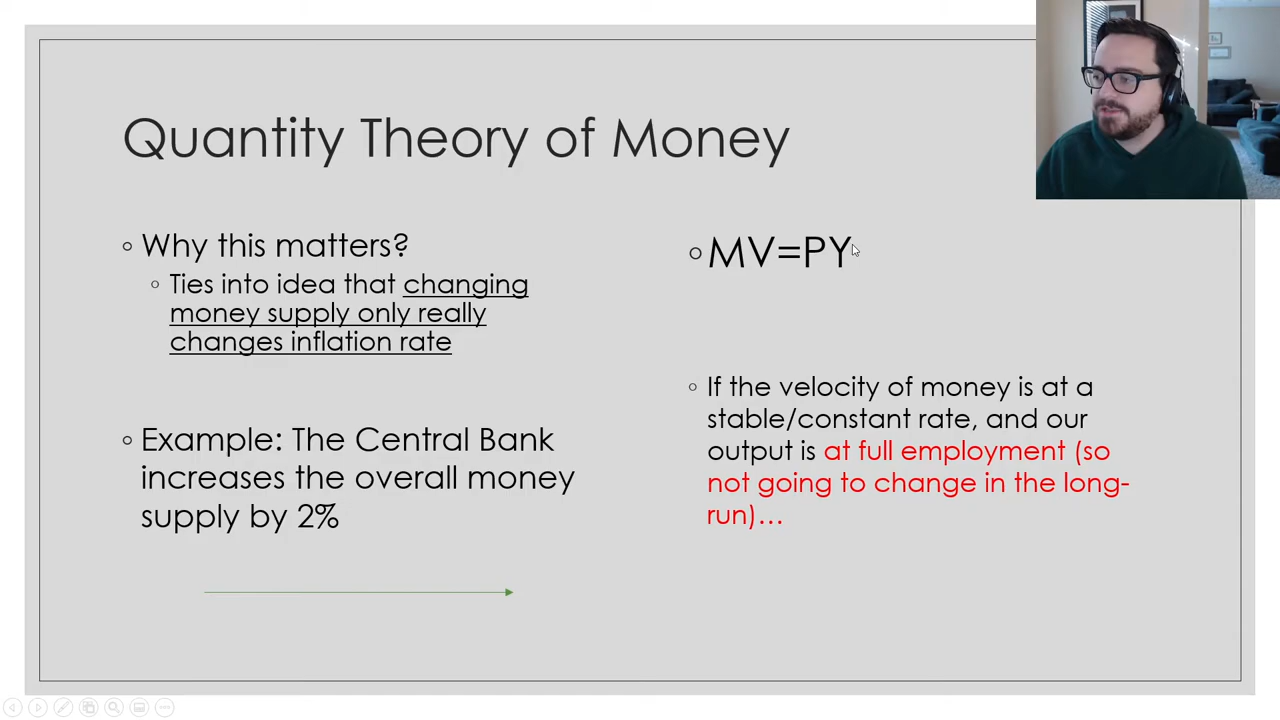 Quantity Theory of Money
◦ Why this matters?
◦ Ties into idea that changing
money supply only really
changes inflation rate
◦ Example: The Central Bank
increases the overall money
supply by 2%
◦ MV=PY
◦ If the velocity of money is at a
stable/constant rate, and our
output is at full employment (so
not going to change in the long-
run)…